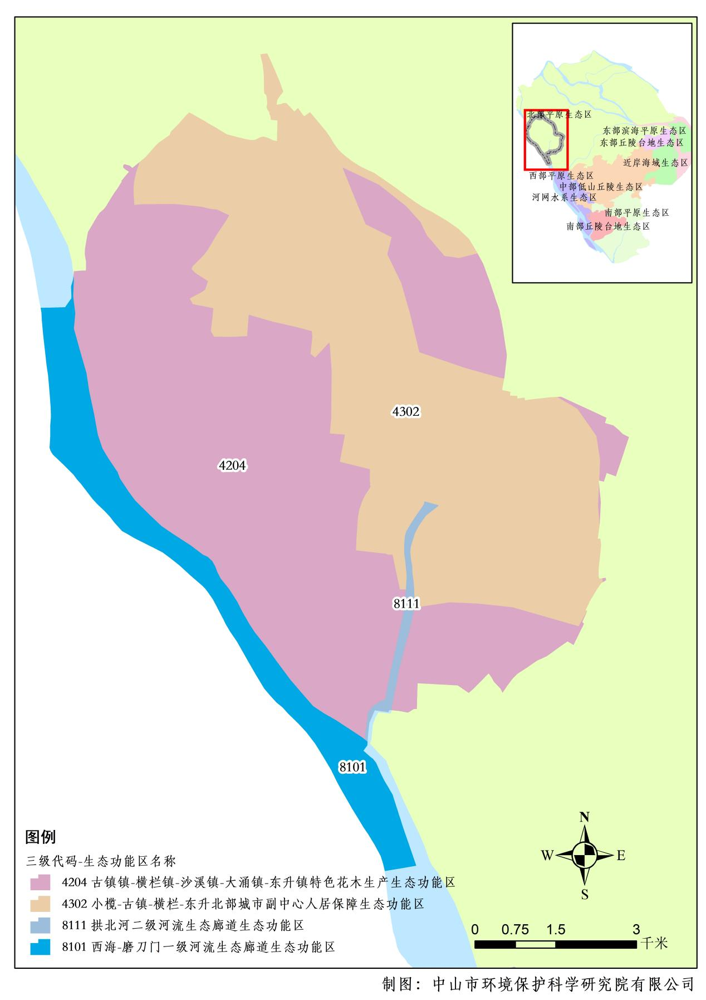 北部平原生态区
东部滨海平原生态区
东部丘陵台地生态区
近岸海域生态区
西部平原生态区
中部低山丘陵生态区
河网水系生态区
南部平原生态区
南部丘陵台地生态区
4302
4204
8111
8101
N
W E
S
图例
三级代码-生态功能区名称
4204 古镇镇-横栏镇-沙溪镇-大涌镇-东升镇特色花木生产生态功能区
4302 小榄-古镇-横栏-东升北部城市副中心人居保障生态功能区
8111 拱北河二级河流生态廊道生态功能区
8101 西海-磨刀门一级河流生态廊道生态功能区
0 0.75 1.5 3
千米
制图：中山市环境保护科学研究院有限公司